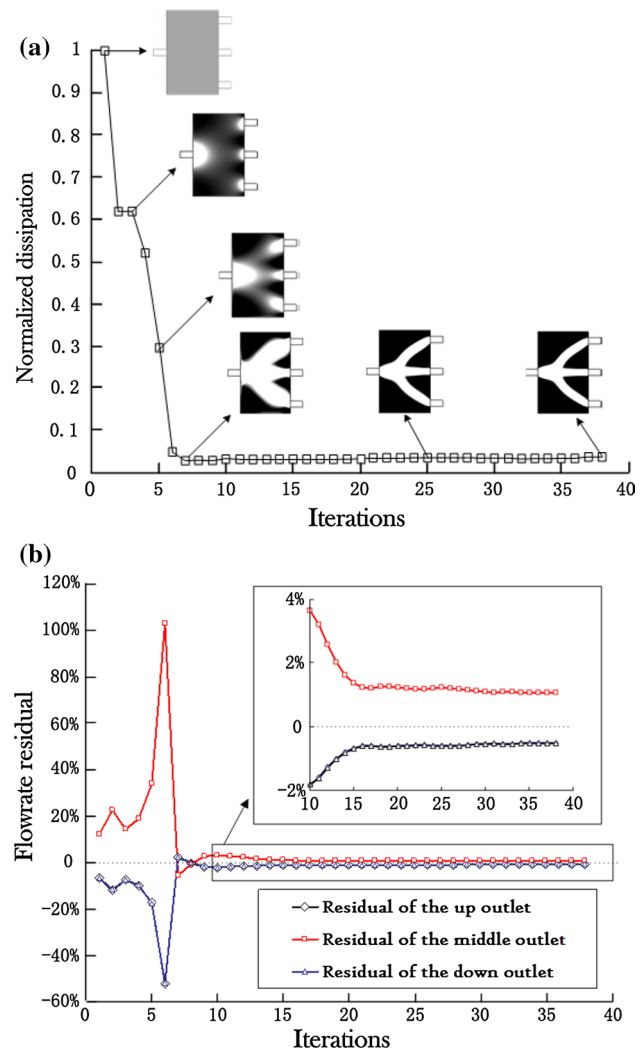 (a)
Normalized dissipation
1
0.9
0.8
0.7
0.6
0.5
0.4
0.3
0.2
0.1
0
0 5 10 15 20 25 30 35 40
Iterations
(b)
Flowrate residual
120%
100%
80%
60%
40%
20%
0
-20%
-40%
-60%
4%
2%
0
-2%
10 15 20 25 30 35 40
Residual of the up outlet
Residual of the middle outlet
Residual of the down outlet
0 5 10 15 20 25 30 35 40
Iterations